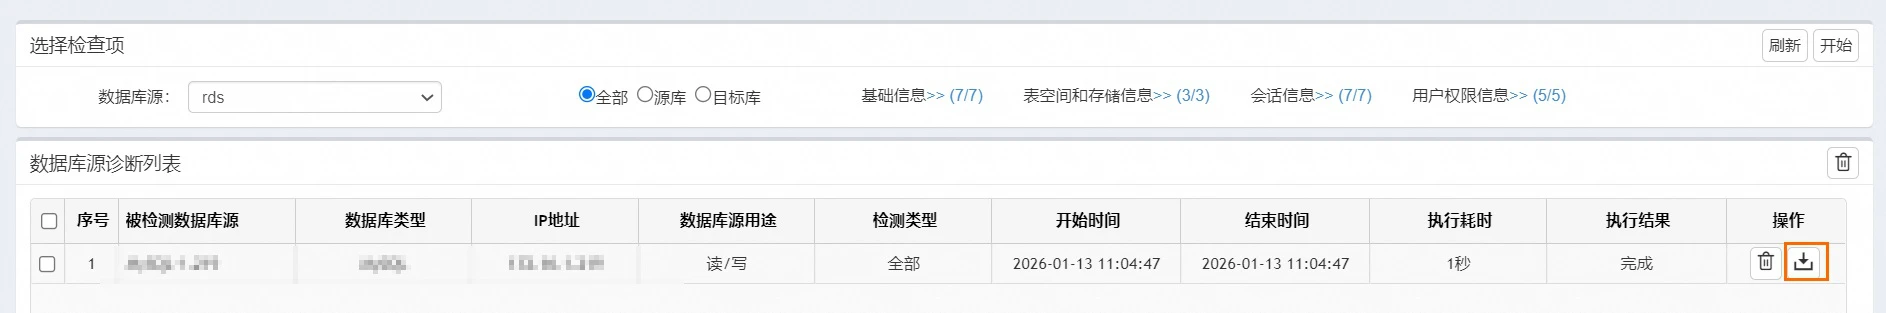 选择检查项 刷新 开始
数据库源： rds 全部 源库 目标库 基础信息>> (7/7) 表空间和存储信息>> (3/3) 会话信息>> (7/7) 用户权限信息>> (5/5)
数据库源诊断列表
序号 被检测数据库源 数据库类型 IP地址 数据库源用途 检测类型 开始时间 结束时间 执行耗时 执行结果 操作
1 读/写 全部 2026-01-13 11:04:47 2026-01-13 11:04:47 1秒 完成